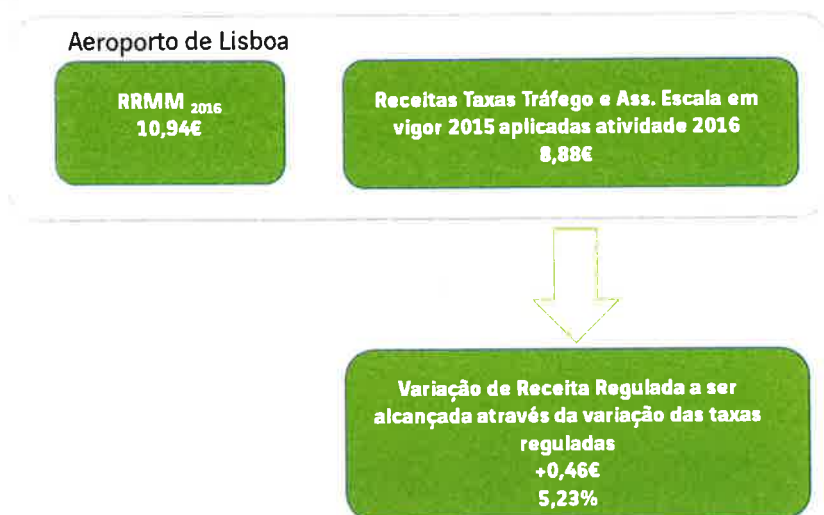 Aeroporto de Lisboa
RRMM 2016
10,94€
Receitas Taxas Tráfego e Ass. Escala em
vigor 2015 aplicadas atividade 2016
8,88€
Variação de Receita Regulada a ser
alcançada através da variação das taxas
reguladas
+0,46€
5,23%